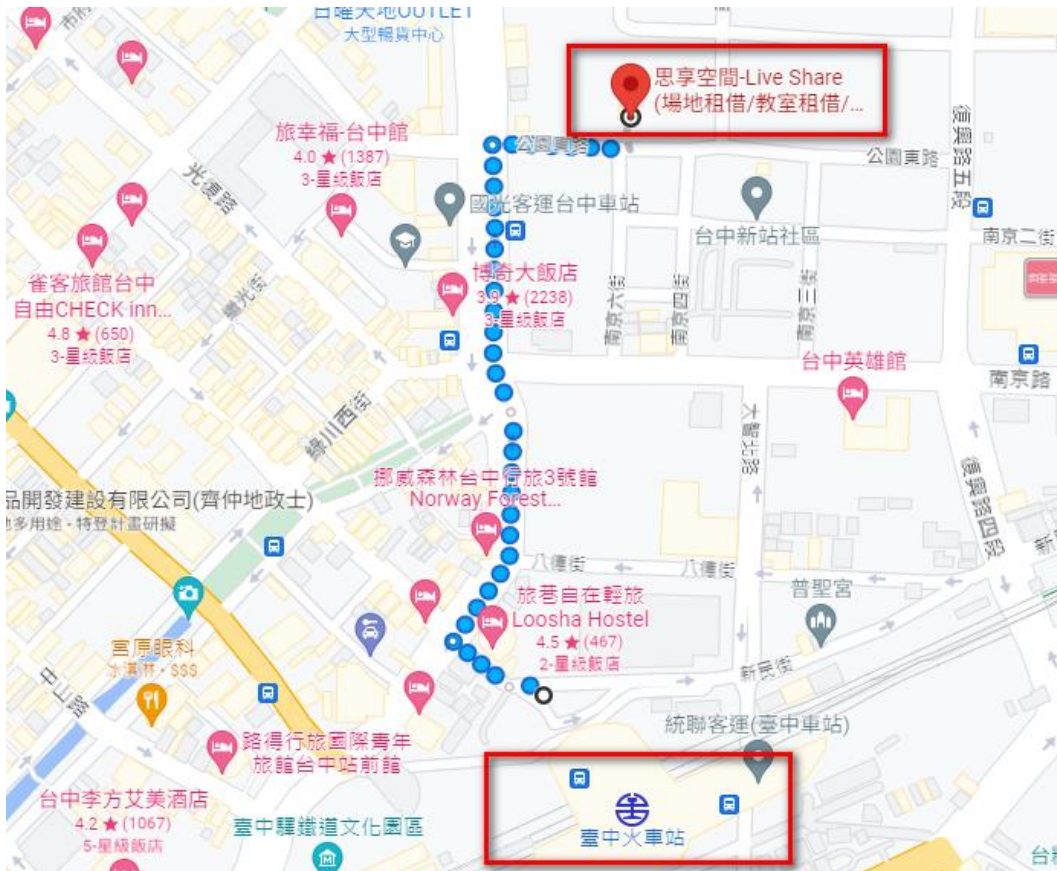 日曜天地OUTLET
大型暢貨中心
思享空間-Live Share
(場地租借/教室租借/...
旅幸福-台中館
4.0 ★ (1387)
3-星級飯店
公園東路
公園東路
復興路五段
光復路
國光客運台中車站
台中新站社區
南京二街
雀客旅館台中
自由CHECK inn...
4.8 ★ (650)
3-星級飯店
博奇大飯店
3.9 ★ (2238)
3-星級飯店
南京六街
南京四街
南京三街
台中英雄館
南京路
綠川西街
大智北路
挪威森林台中行旅3號館
Norway Forest...
品開發建設有限公司(齊仲地政士)
復興路四段
八德街
八德街
旅巷自在輕旅
Loosha Hostel
4.5 ★ (467)
2-星級飯店
普聖宮
宮原眼科
冰淇淋・$$$
新民街
中山路
統聯客運(臺中車站)
路得行旅國際青年
旅館台中站前館
台中李方艾美酒店
4.2 ★ (1067)
5-星級飯店
臺中驛鐵道文化園區
臺中火車站